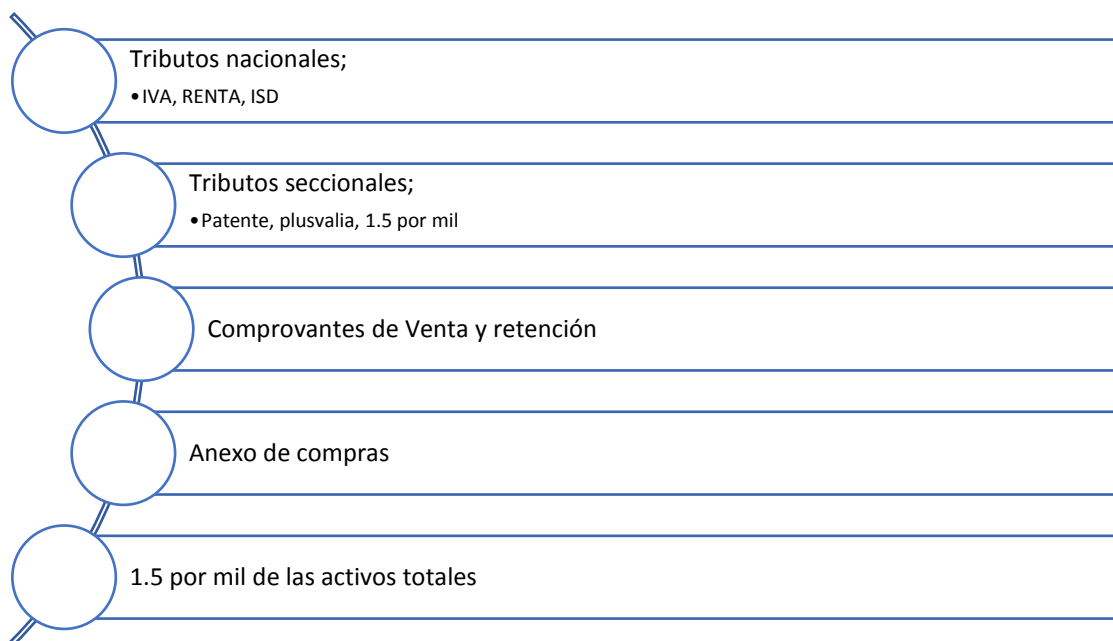 Tributos nacionales;
•IVA, RENTA, ISD
Tributos seccionales;
•Patente, plusvalia, 1.5 por mil
Comprovantes de Venta y retención
Anexo de compras
1.5 por mil de las activos totales